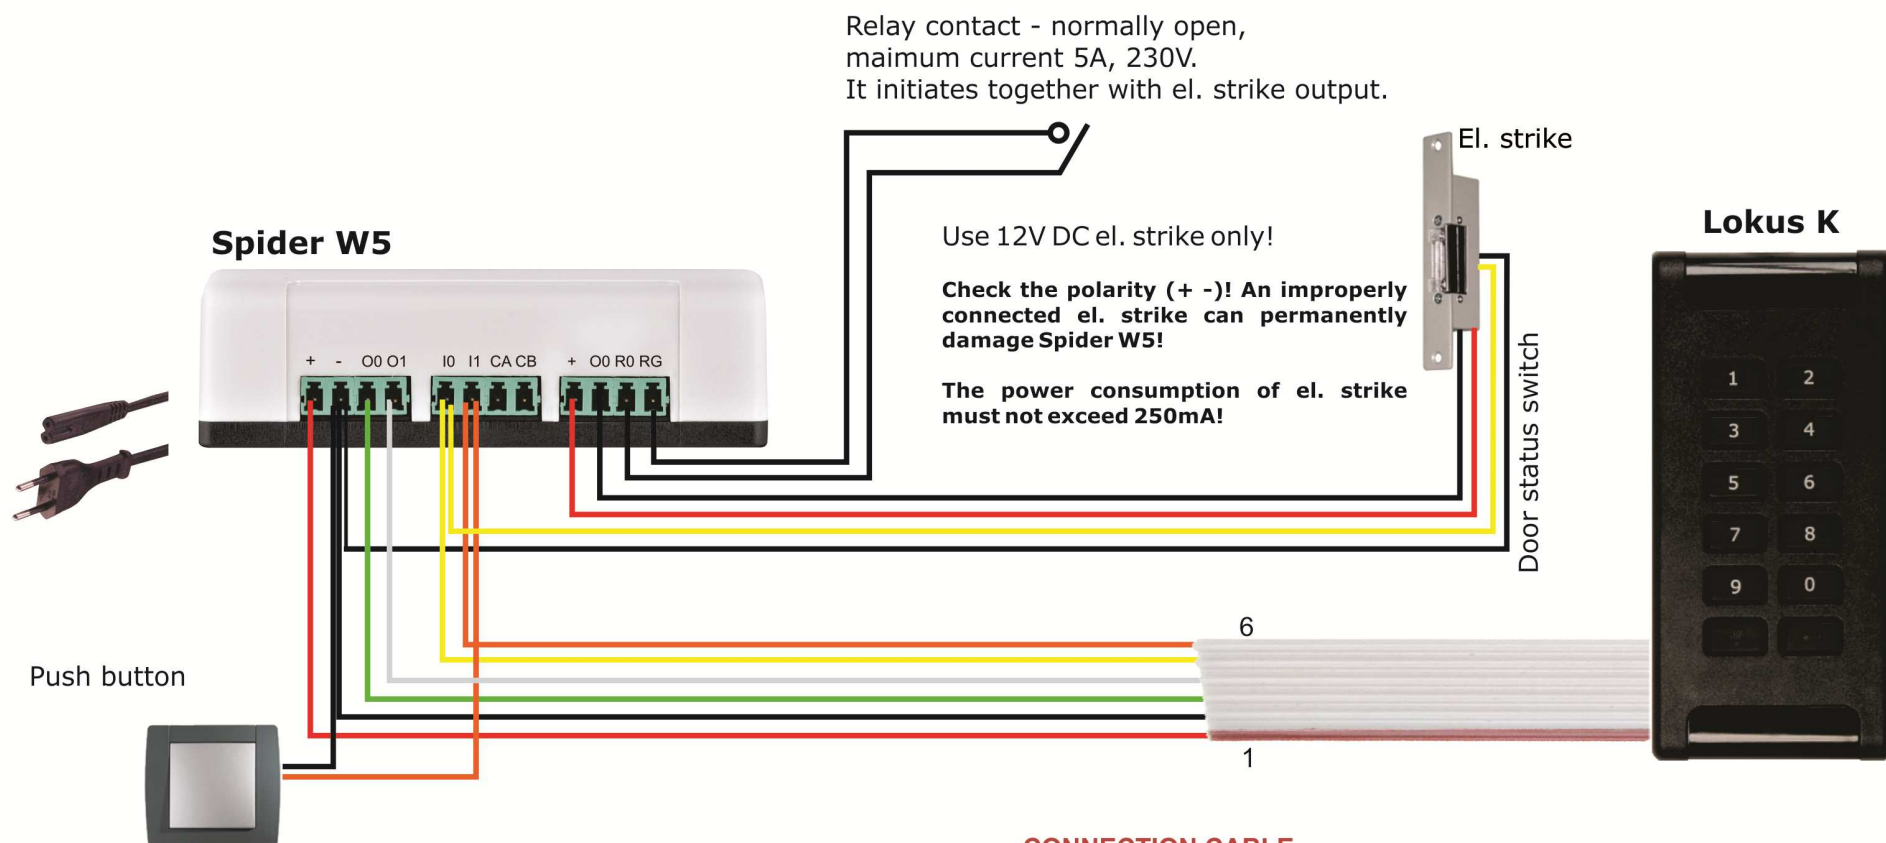 Relay contact - normally open,
maimum current 5A, 230V.
It initiates together with el. strike output.
El. strike
Lokus K
Spider W5
Use 12V DC el. strike only!
Check the polarity (+ -)! An improperly
connected el. strike can permanently
damage Spider W5!
The power consumption of el. strike
must not exceed 250mA!
+ - O0 O1 I0 I1 CA CB + O0 R0 RG
Door status switch
1 2
3 4
5 6
7 8
9 0
6
Push button
1
CONNECTION CABLE